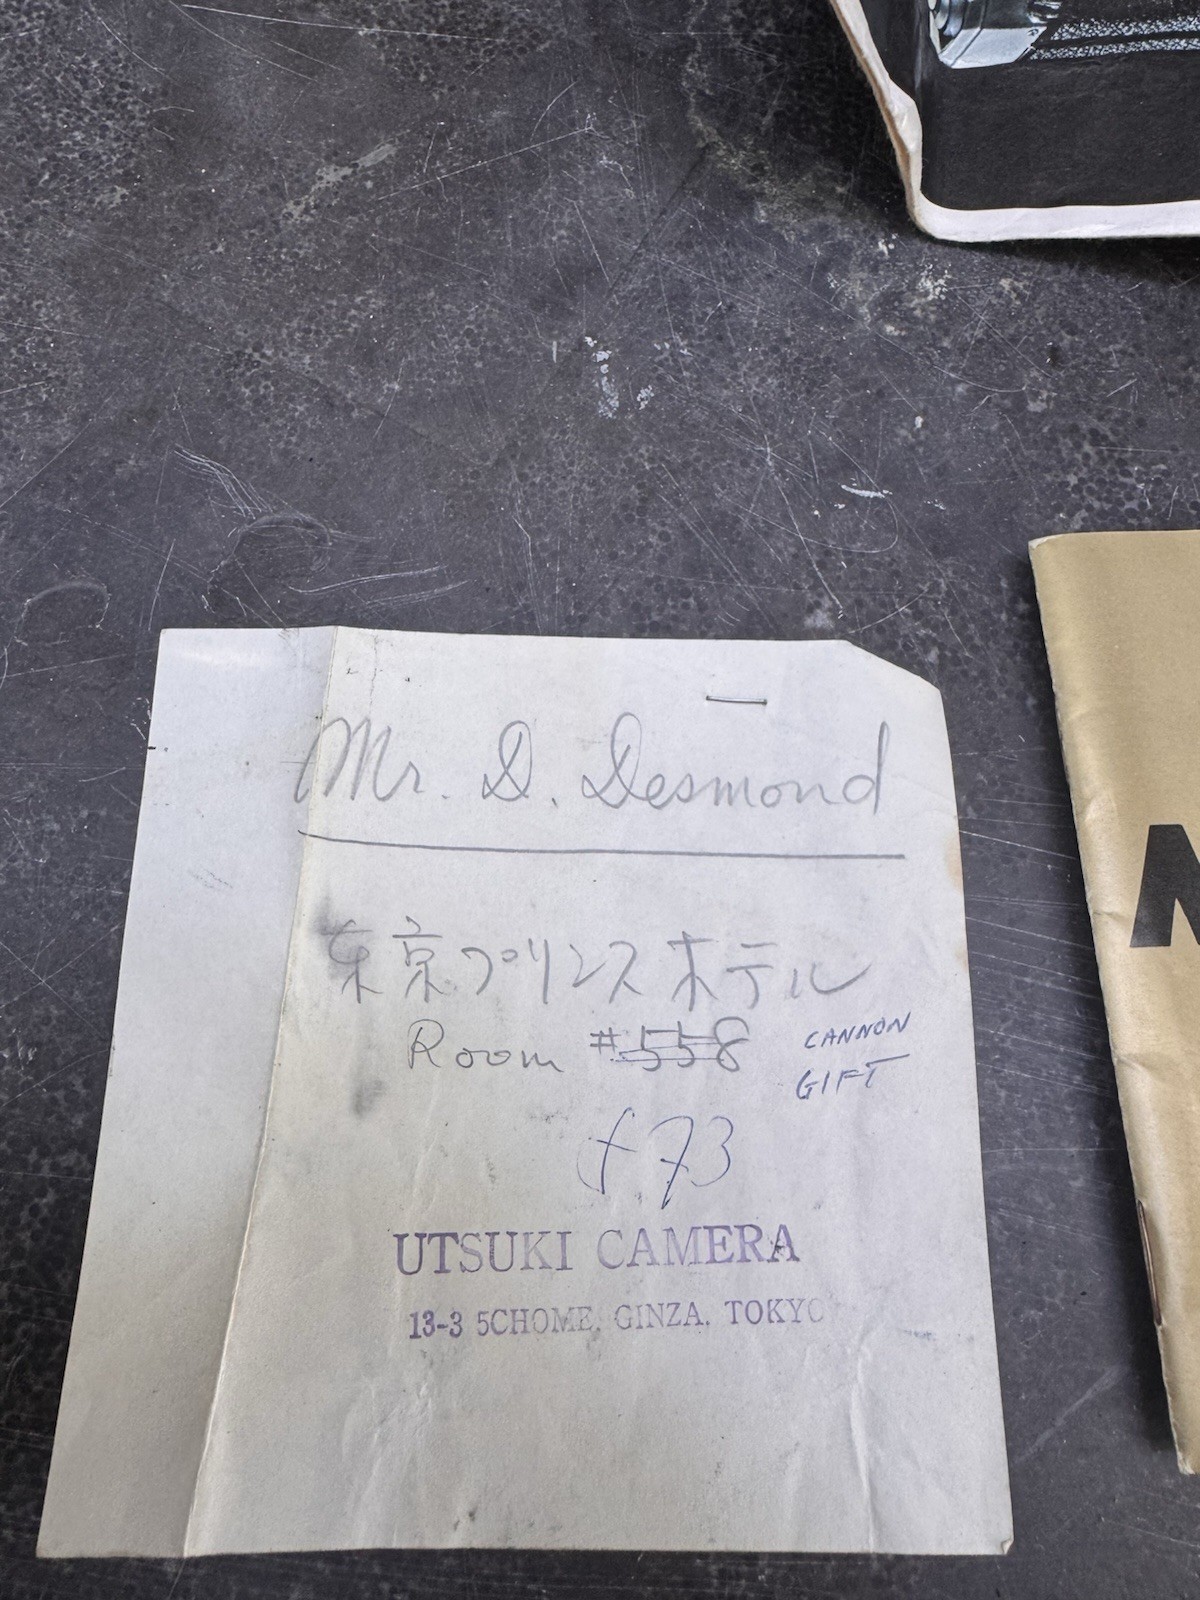 Mr. D. Desmond
東京プリンスホテル
Room #558
CANNON
GIFT
473
UTSUKI CAMERA
13-3 5CHOME, GINZA, TOKYO